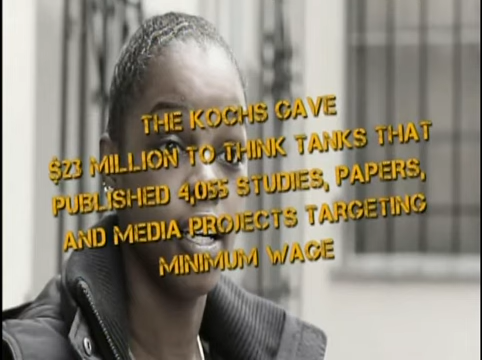 THE KOCHS GAVE
$23 MILLION TO THINK TANKS THAT
PUBLISHED 4,055 STUDIES, PAPERS,
AND MEDIA PROJECTS TARGETING
MINIMUM WAGE